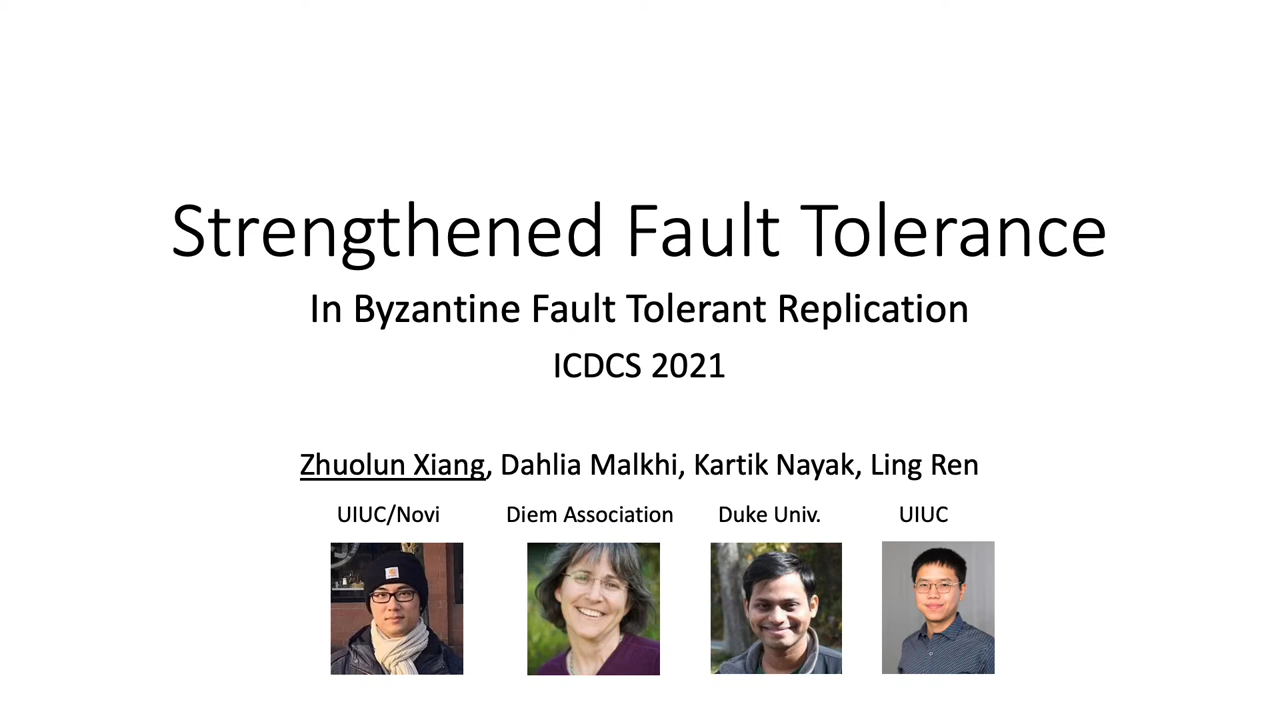 Strengthened Fault Tolerance
In Byzantine Fault Tolerant Replication
ICDCS 2021
Zhuolun Xiang, Dahlia Malkhi, Kartik Nayak, Ling Ren
UIUC/Novi Diem Association Duke Univ. UIUC